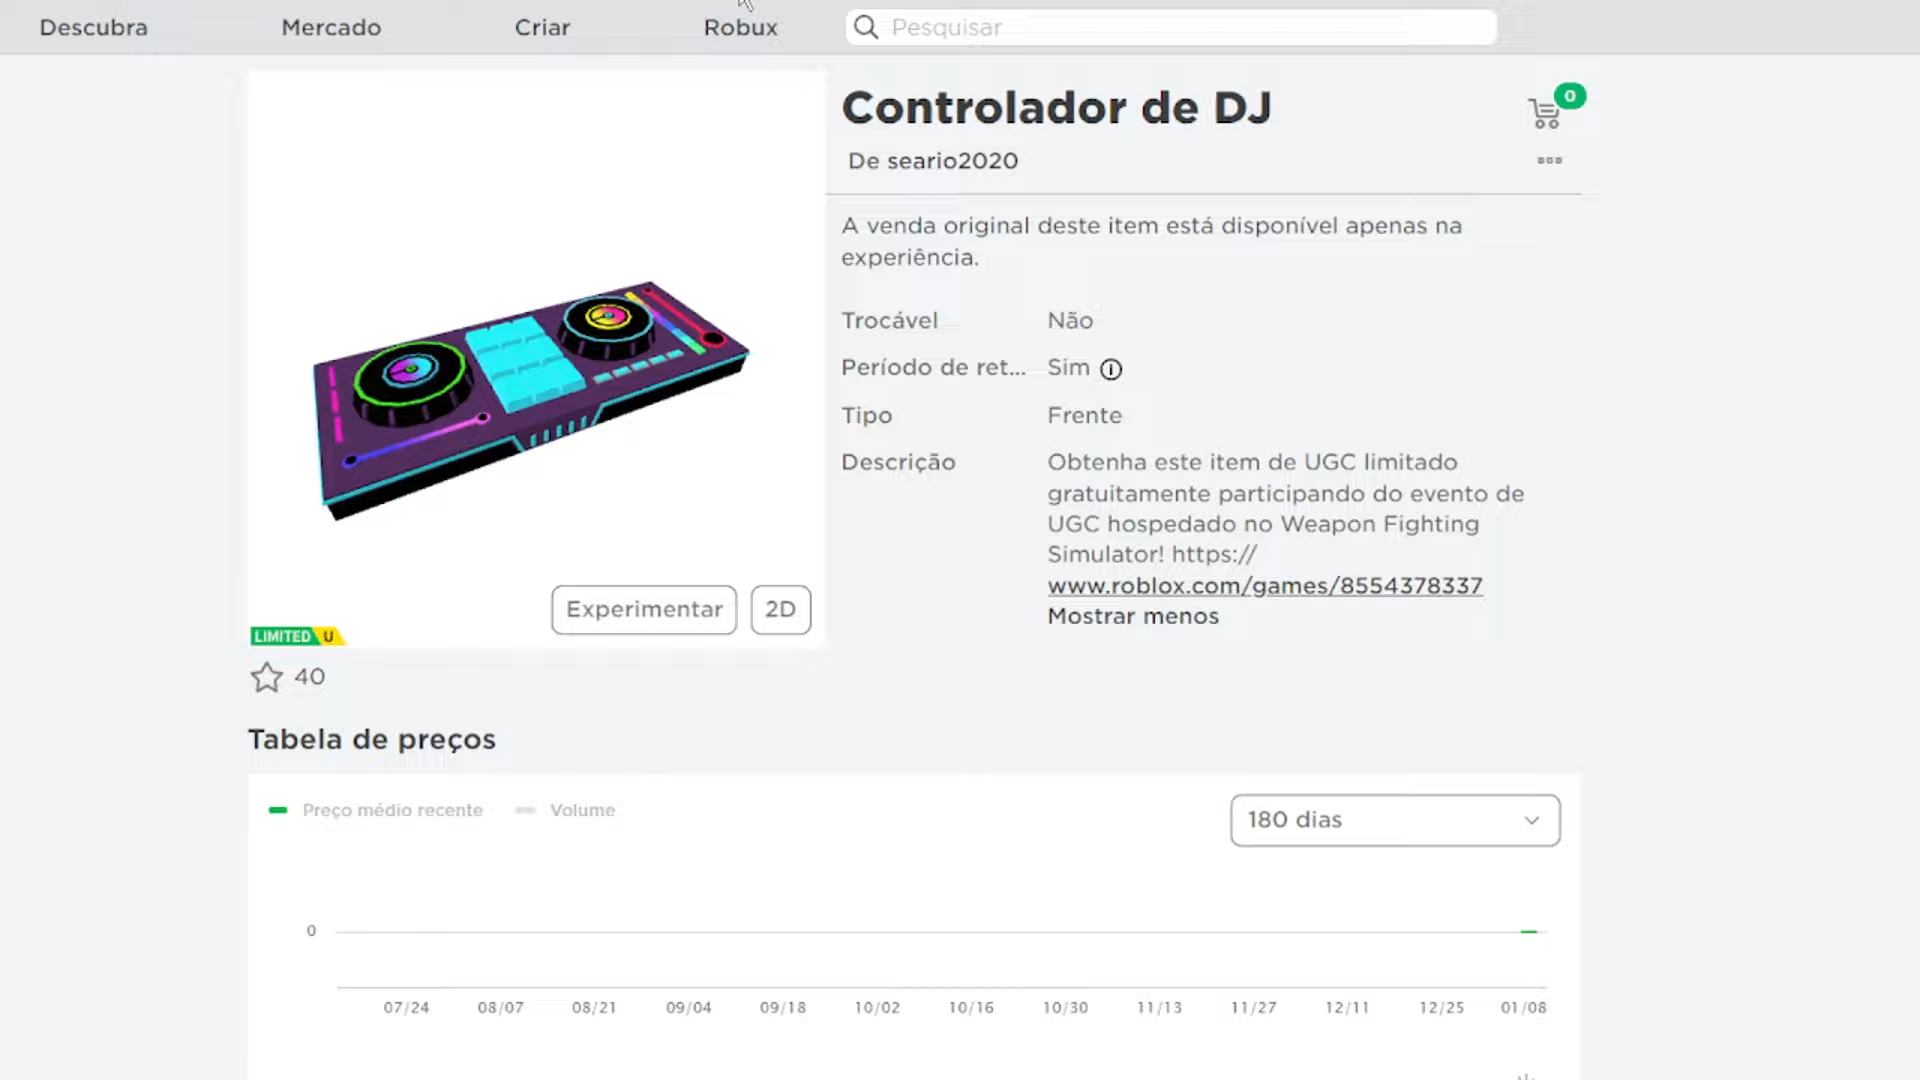 Descubra
Mercado
Criar
Robux
Pesquisar
Controlador de DJ
0
De seario2020
A venda original deste item está disponível apenas na
experiência.
Trocável Não
Período de ret... Sim
Tipo Frente
Descrição Obtenha este item de UGC limitado
gratuitamente participando do evento de
UGC hospedado no Weapon Fighting
Simulator! https://
www.roblox.com/games/8554378337
Mostrar menos
Experimentar
2D
LIMITED U
40
Tabela de preços
Preço médio recente
Volume
180 dias
0
07/24 08/07 08/21 09/04 09/18 10/02 10/16 10/30 11/13 11/27 12/11 12/25 01/08